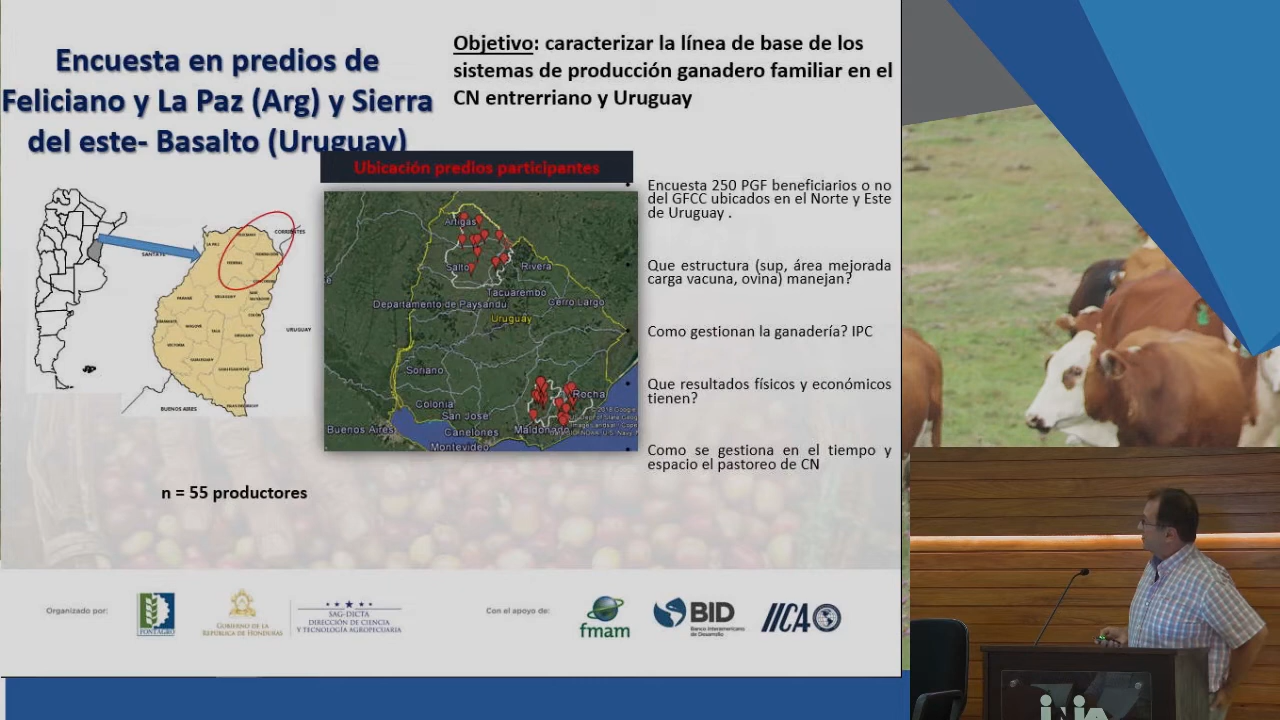 Encuesta en predios de
Feliciano y La Paz (Arg) y Sierra
del este- Basalto (Uruguay)
Objetivo: caracterizar la línea de base de los
sistemas de producción ganadero familiar en el
CN entrerriano y Uruguay
Ubicación predios participantes
Encuesta 250 PGF beneficiarios o no
del GFCC ubicados en el Norte y Este
de Uruguay .
Que estructura (sup, área mejorada
carga vacuna, ovina) manejan?
Como gestionan la ganadería? IPC
Que resultados físicos y económicos
tienen?
Como se gestiona en el tiempo y
espacio el pastoreo de CN
CORRIENTES
SANTA FE
LA PAZ
FEDERAL
URUGUAY
BUENOS AIRES
Artigas
Salto
Rivera
Tacuarembo
Departamento de Paysandu
Cerro Largo
Uruguay
Soriano
Colonia
San Jose
Rocha
Buenos Aires
Canelones
Maldonado
Montevideo
n = 55 productores
Organizado por:
FONTAGRO
GOBIERNO DE LA
REPÚBLICA DE HONDURAS
SAG-DICTA
DIRECCIÓN DE CIENCIA
Y TECNOLOGÍA AGROPECUARIA
Con el apoyo de:
fmam
BID
Banco Interamericano
de Desarrollo
IICA
inia